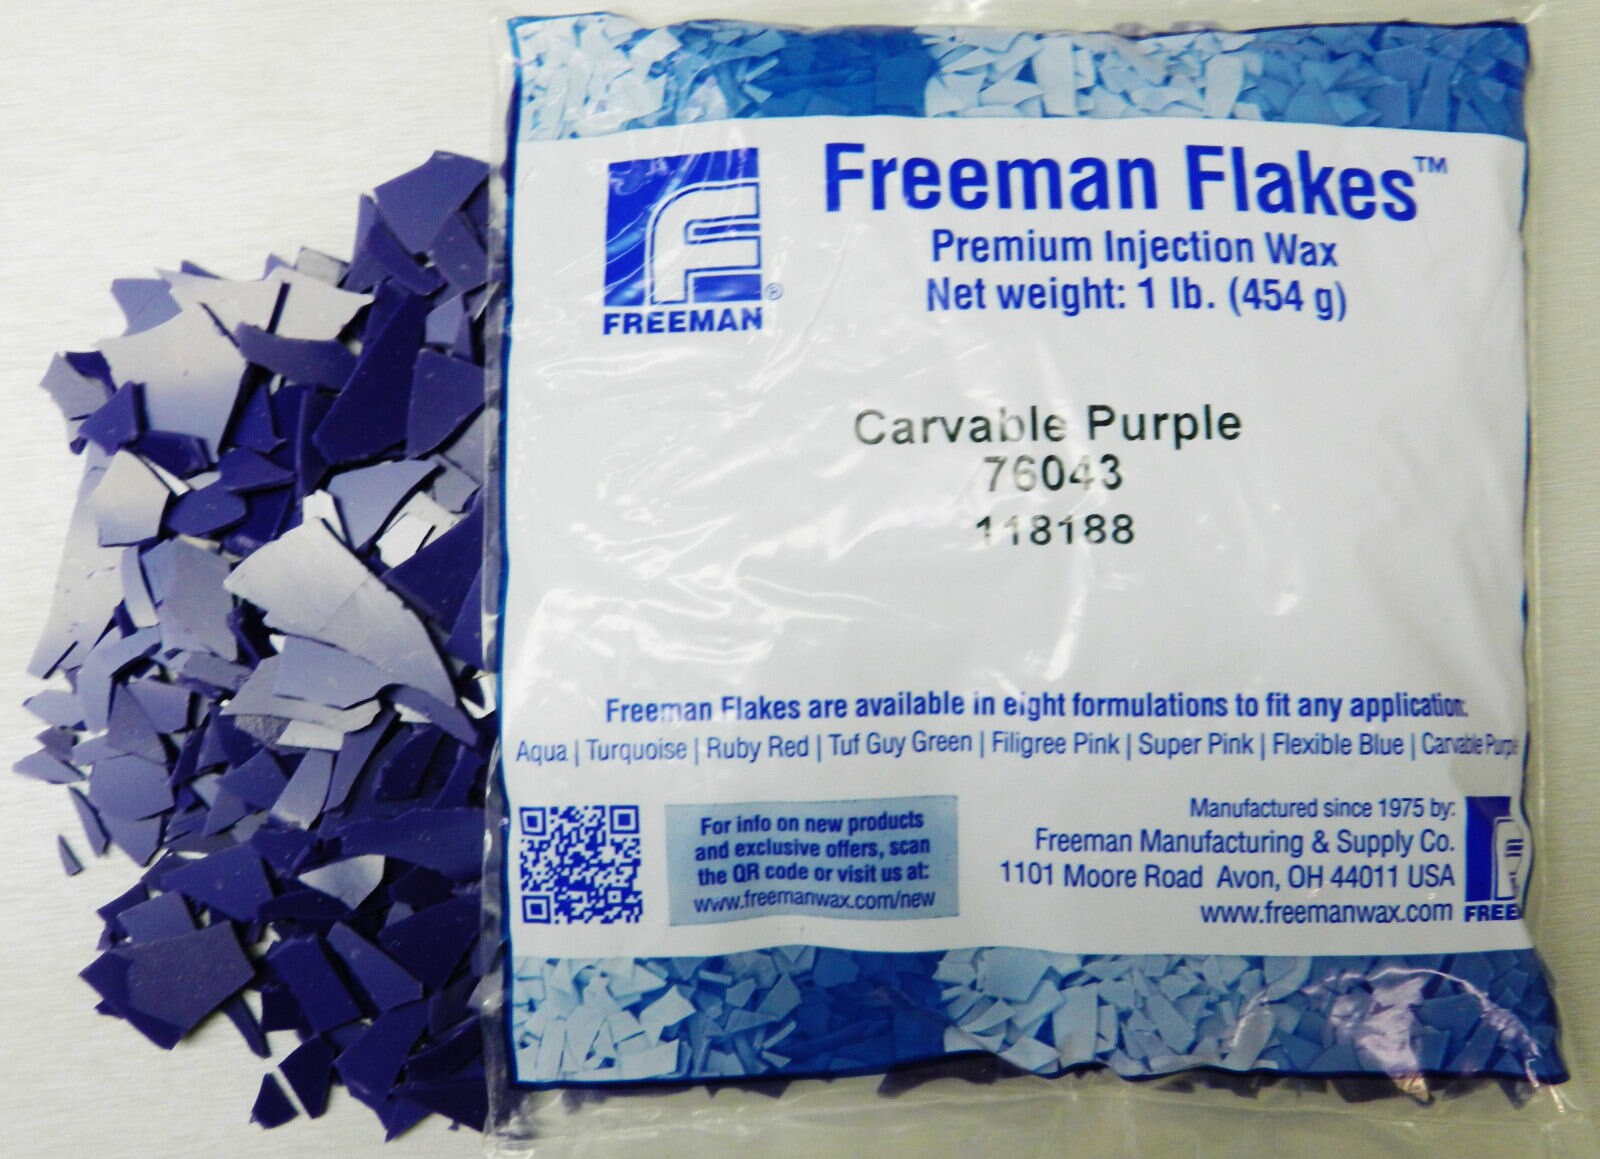 Freeman Flakes™
Premium Injection Wax
Net weight: 1 lb. (454 g)
®
FREEMAN
Carvable Purple
76043
118188
Freeman Flakes are available in eight formulations to fit any application:
Aqua | Turquoise | Ruby Red | Tuf Guy Green | Filigree Pink | Super Pink | Flexible Blue | Carvable Purple
For info on new products
and exclusive offers, scan
the QR code or visit us at:
www.freemanwax.com/new
Manufactured since 1975 by:
Freeman Manufacturing & Supply Co.
1101 Moore Road Avon, OH 44011 USA
www.freemanwax.com
FREE